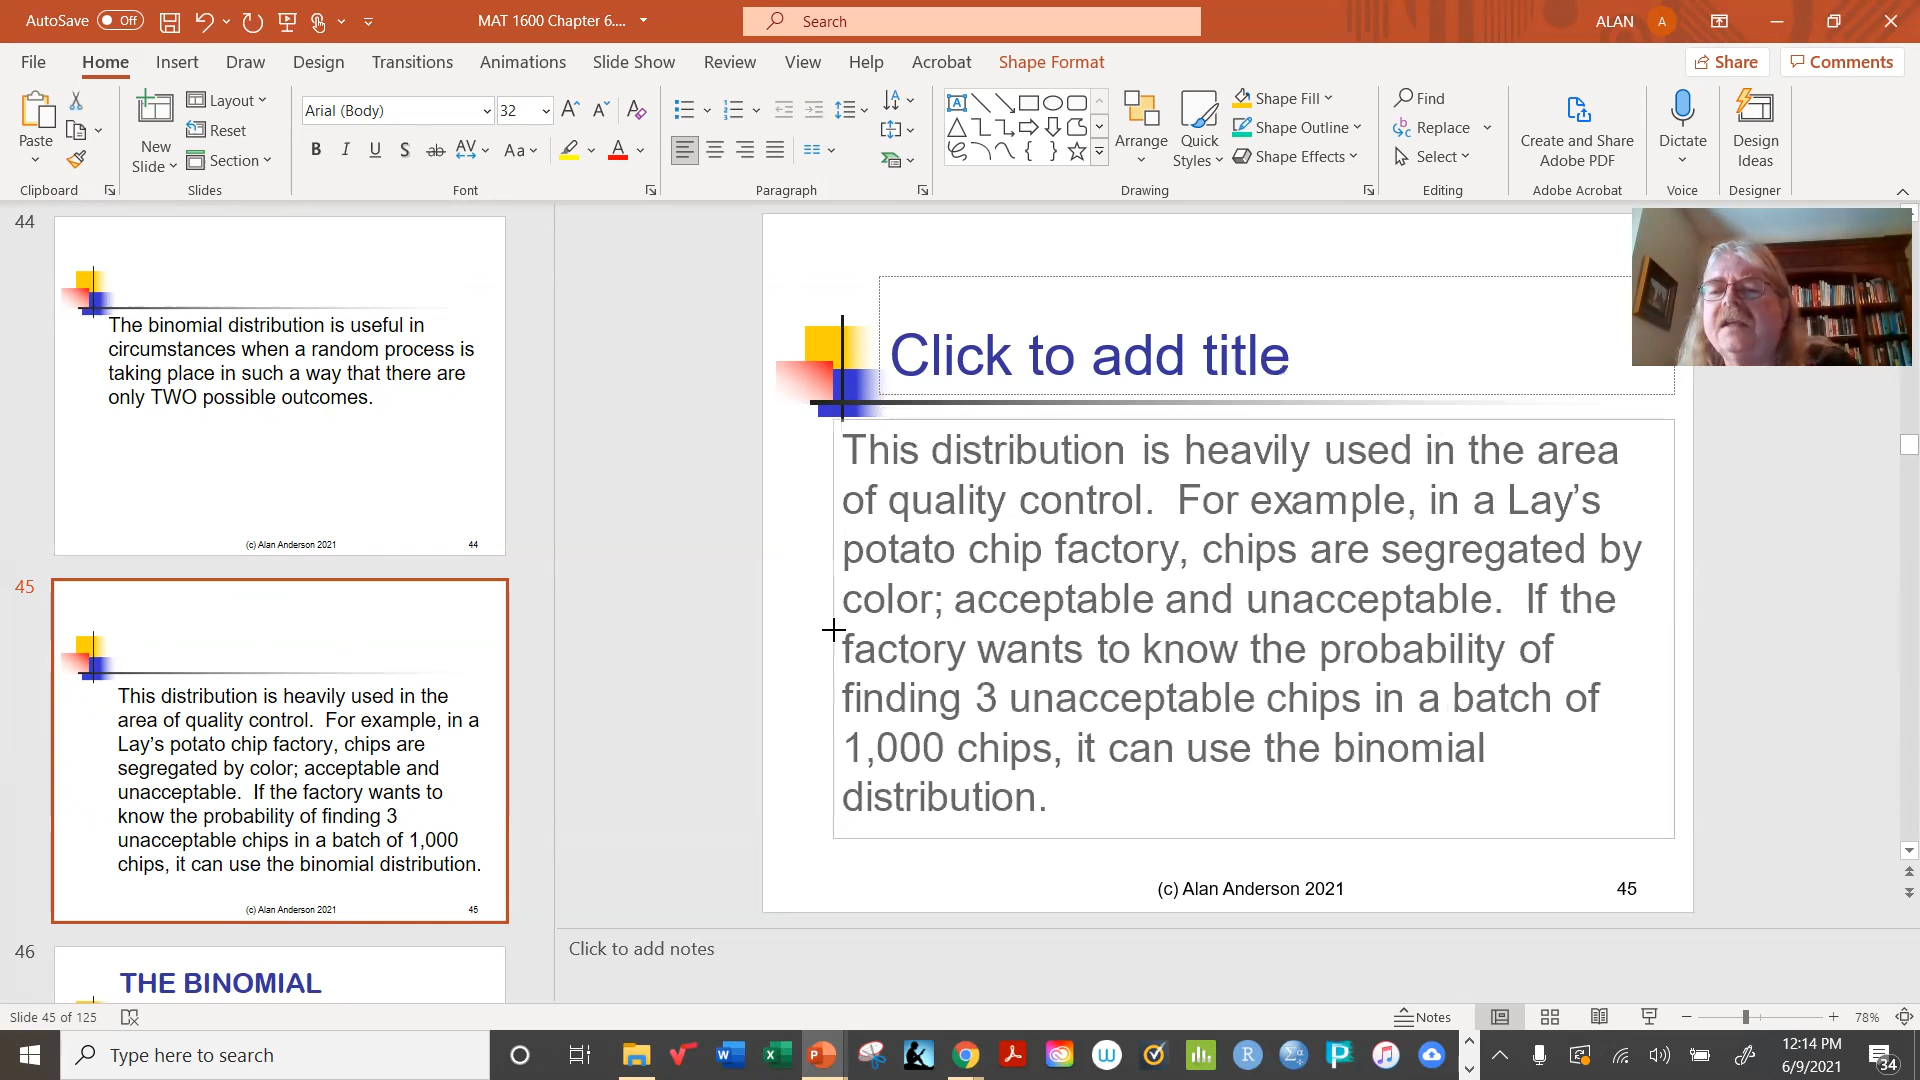 AutoSave Off MAT 1600 Chapter 6.... Search ALAN A
File Home Insert Draw Design Transitions Animations Slide Show Review View Help Acrobat Shape Format Share Comments
Paste New Slide Layout Reset Section Arial (Body) 32 Arrange Quick Styles Shape Fill Shape Outline Shape Effects Find Replace Select Create and Share Adobe PDF Dictate Design Ideas
Clipboard Slides Font Paragraph Drawing Editing Adobe Acrobat Voice Designer
44
The binomial distribution is useful in
circumstances when a random process is
taking place in such a way that there are
only TWO possible outcomes.
(c) Alan Anderson 2021 44
45
This distribution is heavily used in the
area of quality control.  For example, in a
Lay's potato chip factory, chips are
segregated by color; acceptable and
unacceptable.  If the factory wants to
know the probability of finding 3
unacceptable chips in a batch of 1,000
chips, it can use the binomial distribution.
(c) Alan Anderson 2021 45
46
THE BINOMIAL
Click to add title
This distribution is heavily used in the area
of quality control.  For example, in a Lay's
potato chip factory, chips are segregated by
color; acceptable and unacceptable.  If the
factory wants to know the probability of
finding 3 unacceptable chips in a batch of
1,000 chips, it can use the binomial
distribution.
(c) Alan Anderson 2021 45
Click to add notes
Slide 45 of 125 Notes 78%
Type here to search 12:14 PM
6/9/2021 34